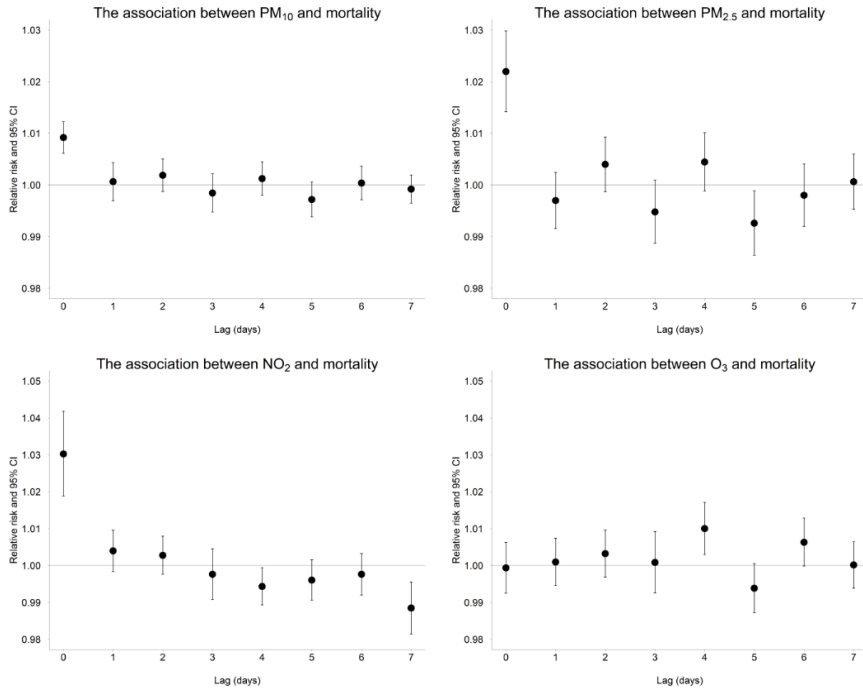 The association between PM₁₀ and mortality
Relative risk and 95% CI
1.03
1.02
1.01
1.00
0.99
0.98
0 1 2 3 4 5 6 7
Lag (days)
The association between PM₂.₅ and mortality
Relative risk and 95% CI
1.03
1.02
1.01
1.00
0.99
0.98
0 1 2 3 4 5 6 7
Lag (days)
The association between NO₂ and mortality
Relative risk and 95% CI
1.05
1.04
1.03
1.02
1.01
1.00
0.99
0.98
0 1 2 3 4 5 6 7
Lag (days)
The association between O₃ and mortality
Relative risk and 95% CI
1.05
1.04
1.03
1.02
1.01
1.00
0.99
0.98
0 1 2 3 4 5 6 7
Lag (days)